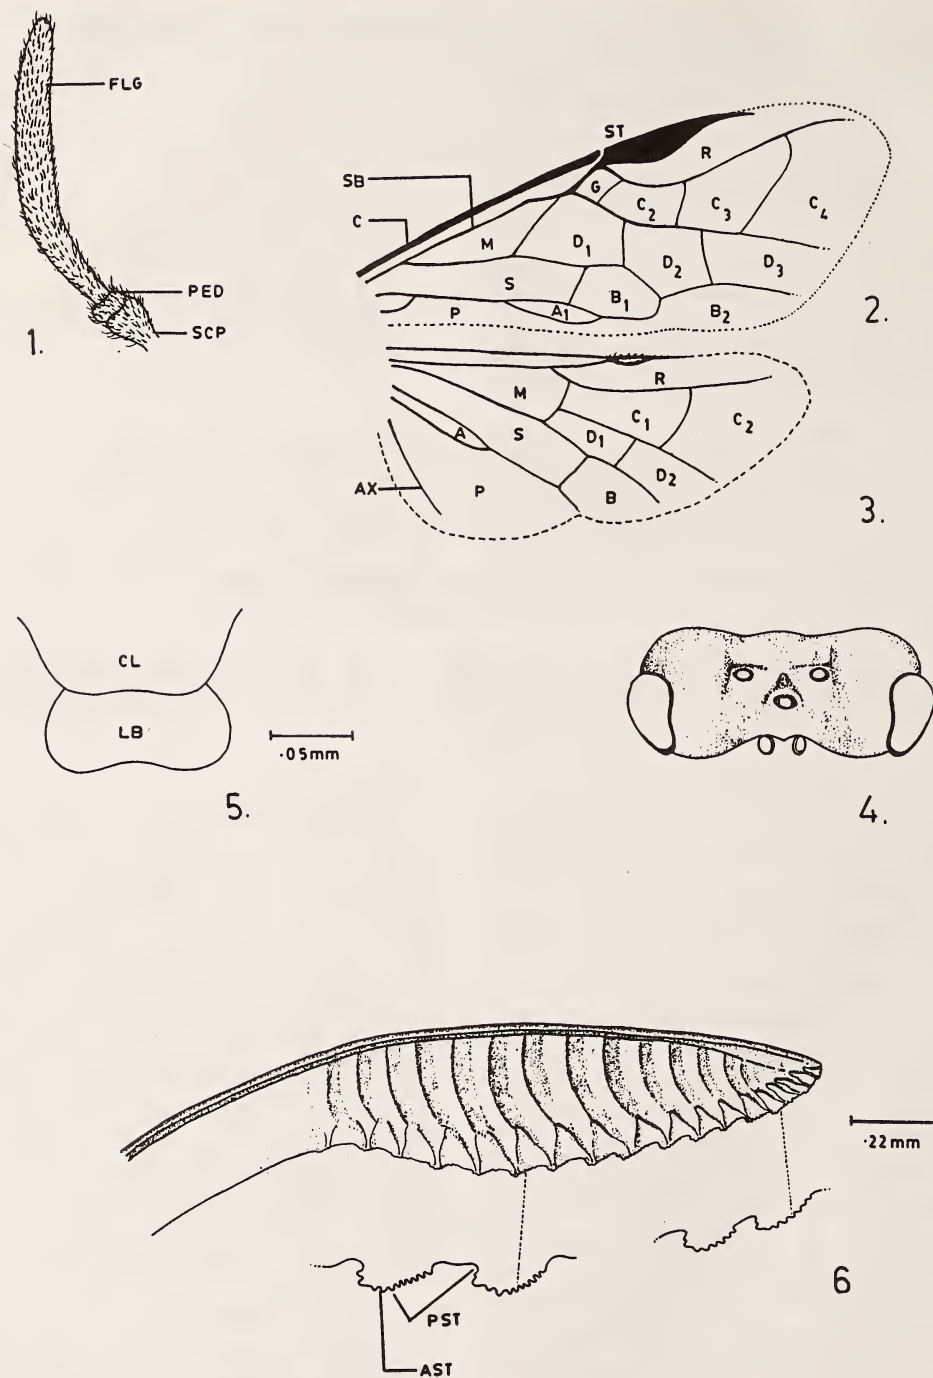 FLG
PED
SCP
1.
ST
SB
C
R
G
C2
C3
C4
M
D1
D2
D3
S
B1
B2
P
A1
2.
R
M
C1
C2
A
S
D1
D2
AX
P
B
3.
CL
LB
.05mm
5.
4.
.22mm
6
PST
AST